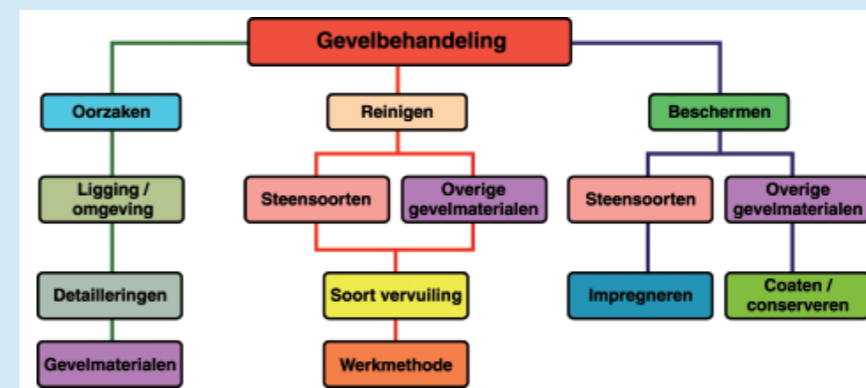 Gevelbehandeling
Oorzaken
Reinigen
Beschermen
Ligging /
omgeving
Steensoorten
Overige
gevelmaterialen
Steensoorten
Overige
gevelmaterialen
Detailleringen
Soort vervuiling
Impregneren
Coaten /
conserveren
Gevelmaterialen
Werkmethode